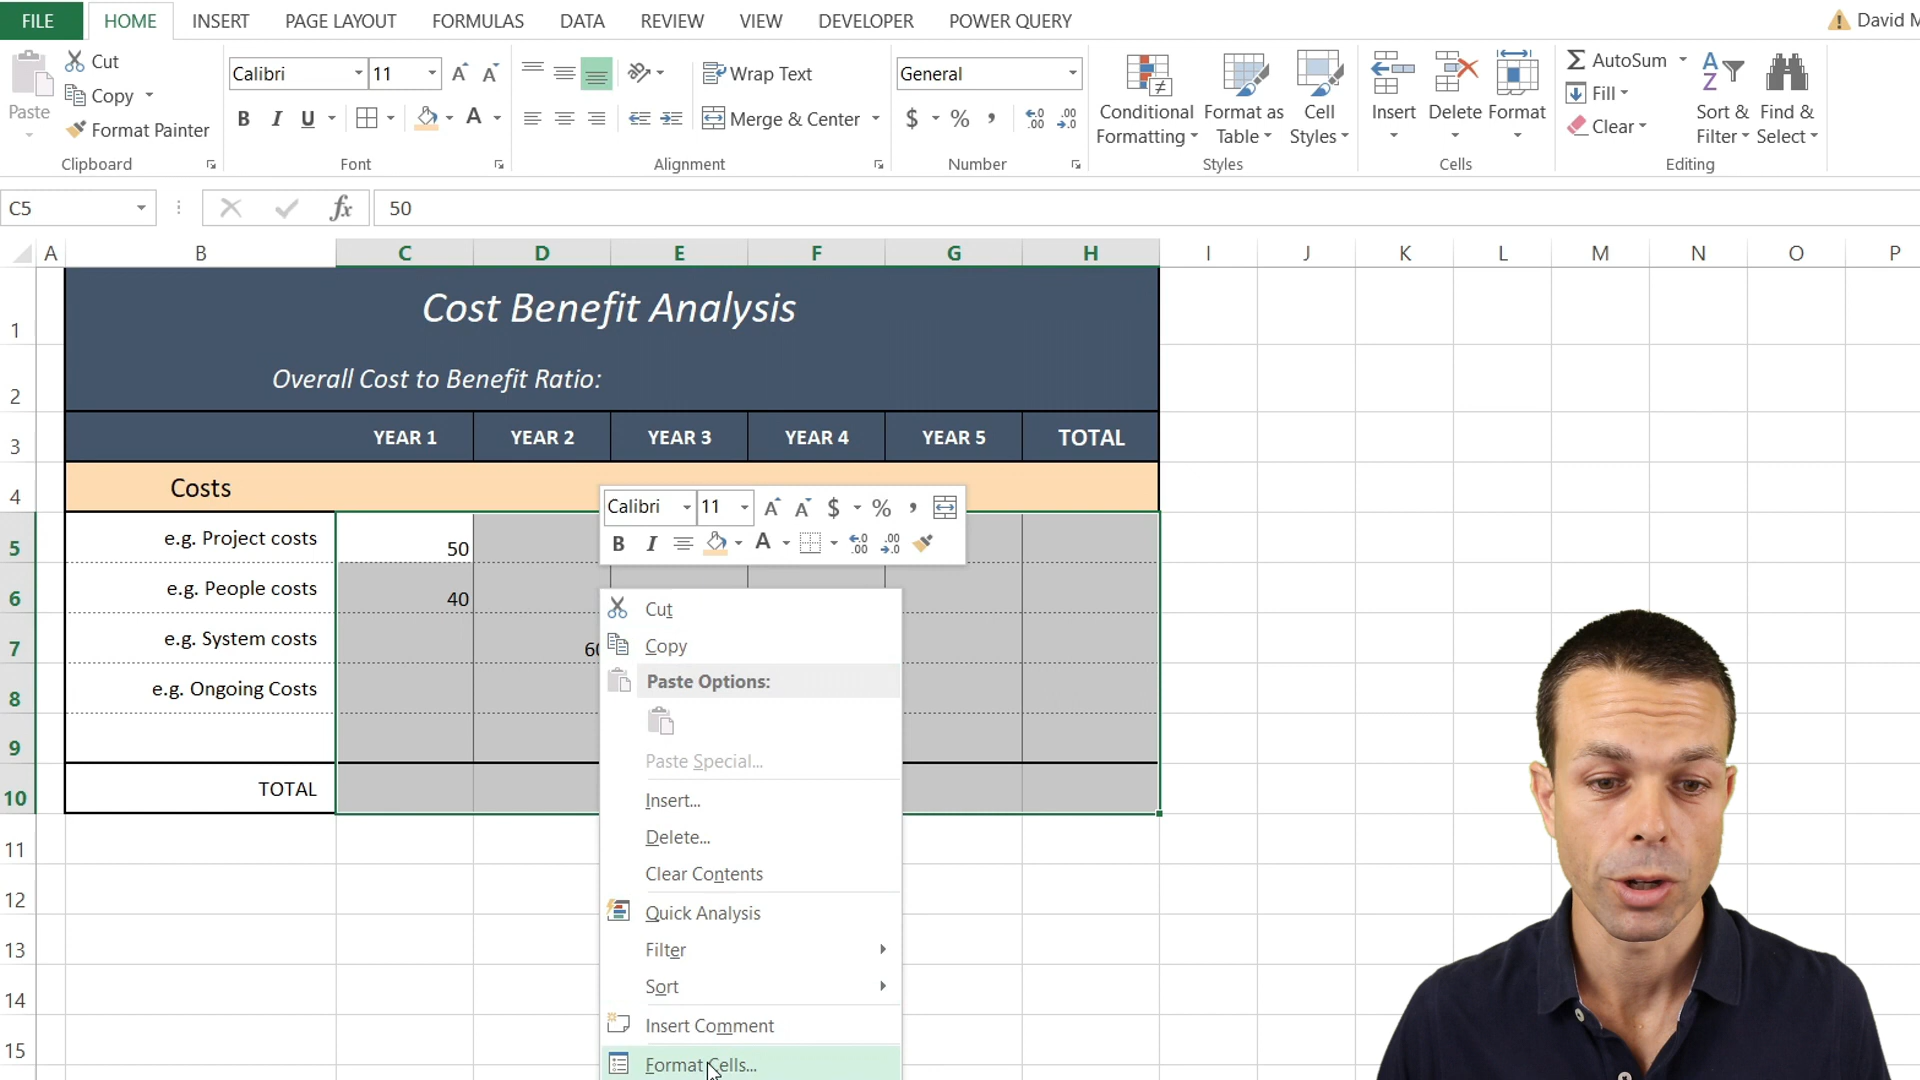 FILE HOME INSERT PAGE LAYOUT FORMULAS DATA REVIEW VIEW DEVELOPER POWER QUERY David M
Paste
Cut
Copy
Format Painter
Clipboard
Calibri 11
B I U A
Font
Wrap Text
Merge & Center
Alignment
General
$ % ,
Number
Conditional Formatting
Format as Table
Cell Styles
Styles
Insert Delete Format
Cells
AutoSum
Fill
Clear
Sort & Filter
Find & Select
Editing
C5 fx 50
A B C D E F G H I J K L M N O P
1 Cost Benefit Analysis
2 Overall Cost to Benefit Ratio:
3 YEAR 1 YEAR 2 YEAR 3 YEAR 4 YEAR 5 TOTAL
4 Costs
5 e.g. Project costs 50
6 e.g. People costs 40
7 e.g. System costs
8 e.g. Ongoing Costs
9
10 TOTAL
11
12
13
14
15
Calibri 11 A A $ % ,
B I A
Cut
Copy
Paste Options:
Paste Special...
Insert...
Delete...
Clear Contents
Quick Analysis
Filter
Sort
Insert Comment
Format Cells...